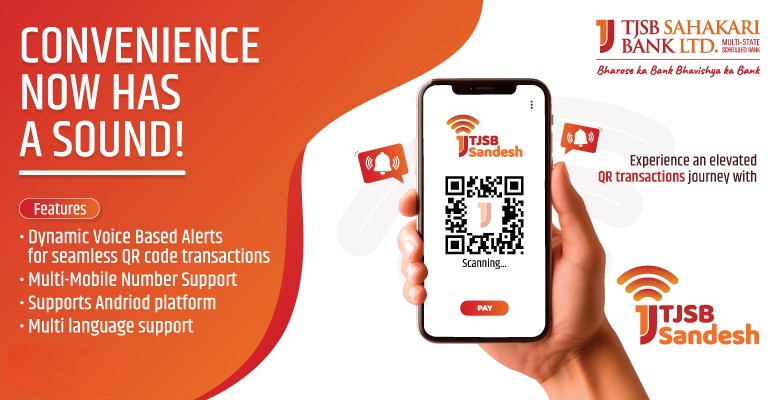 CONVENIENCE
NOW HAS
A SOUND!
Features
• Dynamic Voice Based Alerts
for seamless QR code transactions
• Multi-Mobile Number Support
• Supports Andriod platform
• Multi language support
TJSB
Sandesh
Scanning...
PAY
TJSB SAHAKARI
BANK LTD. MULTI-STATE
SCHEDULED BANK
Bharose ka Bank Bhavishya ka Bank
Experience an elevated
QR transactions journey with
TJSB
Sandesh